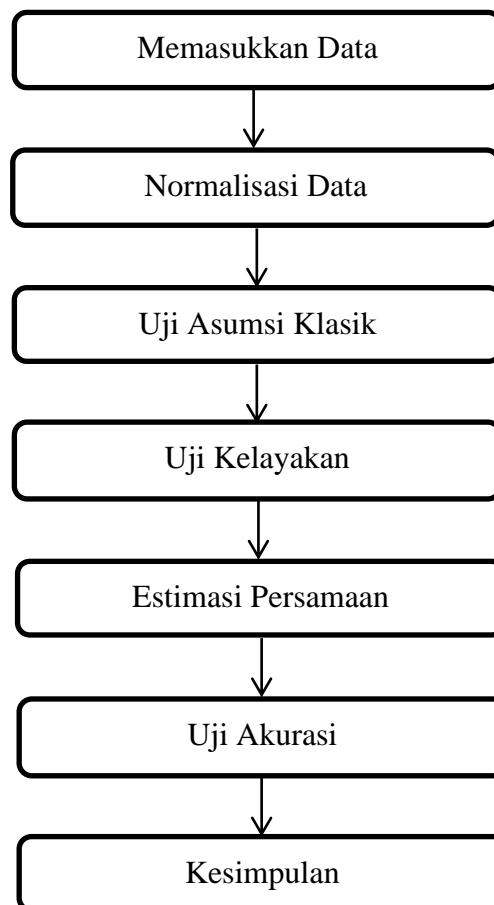 Memasukkan Data
Normalisasi Data
Uji Asumsi Klasik
Uji Kelayakan
Estimasi Persamaan
Uji Akurasi
Kesimpulan